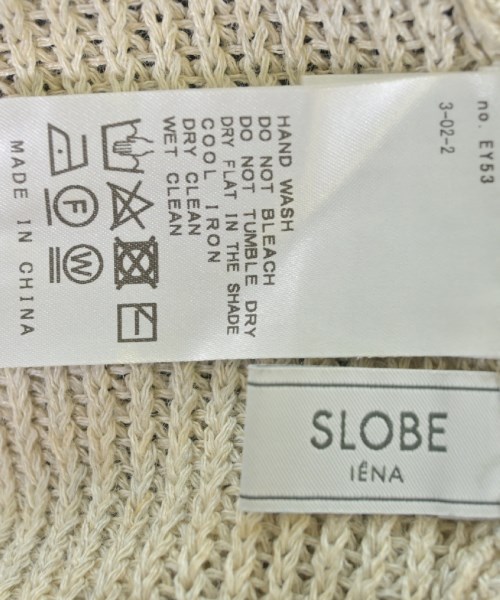 no. EY53
3-02-2
HAND WASH
DO NOT BLEACH
DO NOT TUMBLE DRY
DRY FLAT IN THE SHADE
COOL IRON
DRY CLEAN
WET CLEAN
F
W
MADE IN CHINA
SLOBE
IÊNA